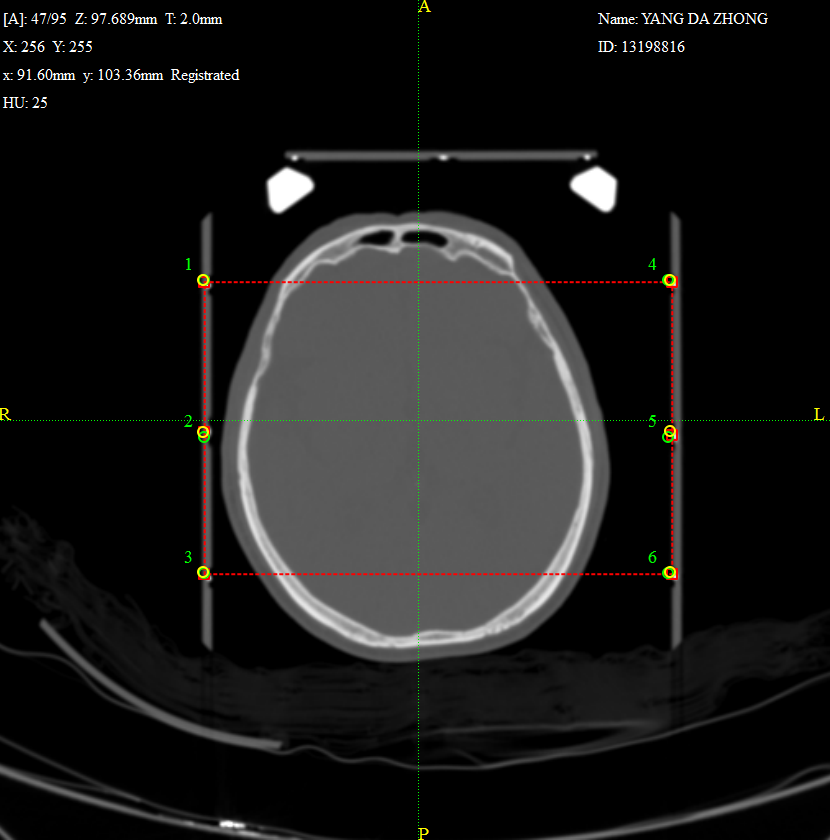 [A]: 47/95 Z: 97.689mm T: 2.0mm
X: 256 Y: 255
x: 91.60mm y: 103.36mm Registrated
HU: 25
A
Name: YANG DA ZHONG
ID: 13198816
1
4
R
2
5
L
3
6
P